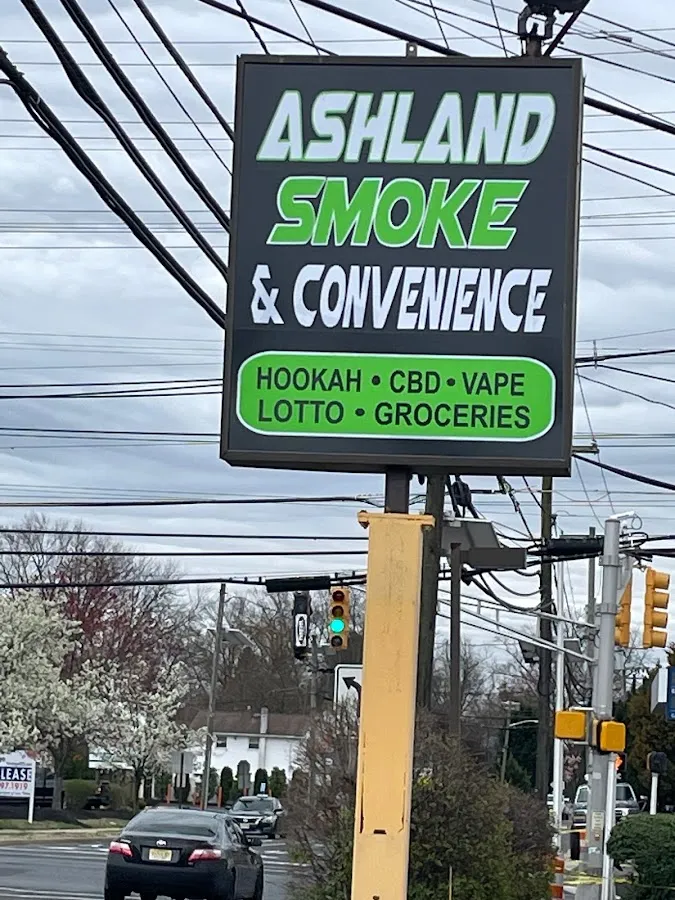 ASHLAND
SMOKE
& CONVENIENCE
HOOKAH • CBD • VAPE
LOTTO • GROCERIES
LEASE